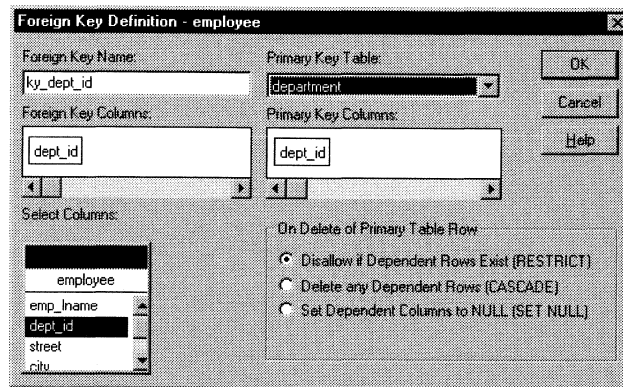 Foreign Key Definition - employee
Foreign Key Name:
ky_dept_id
Primary Key Table:
department
OK
Cancel
Help
Foreign Key Columns:
dept_id
Primary Key Columns:
dept_id
Select Columns:
employee
emp_lname
dept_id
street
city
On Delete of Primary Table Row
Disallow if Dependent Rows Exist (RESTRICT)
Delete any Dependent Rows (CASCADE)
Set Dependent Columns to NULL (SET NULL)